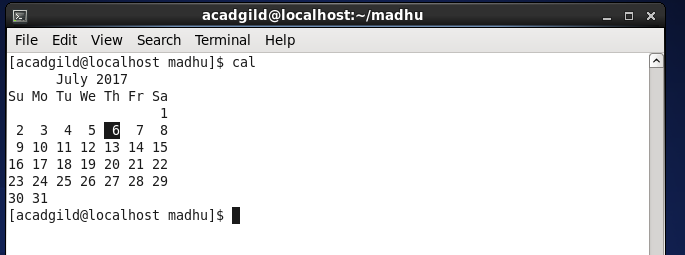 acadgild@localhost:~/madhu
File Edit View Search Terminal Help
[acadgild@localhost madhu]$ cal
      July 2017
Su Mo Tu We Th Fr Sa
                   1
 2  3  4  5  6  7  8
 9 10 11 12 13 14 15
16 17 18 19 20 21 22
23 24 25 26 27 28 29
30 31
[acadgild@localhost madhu]$